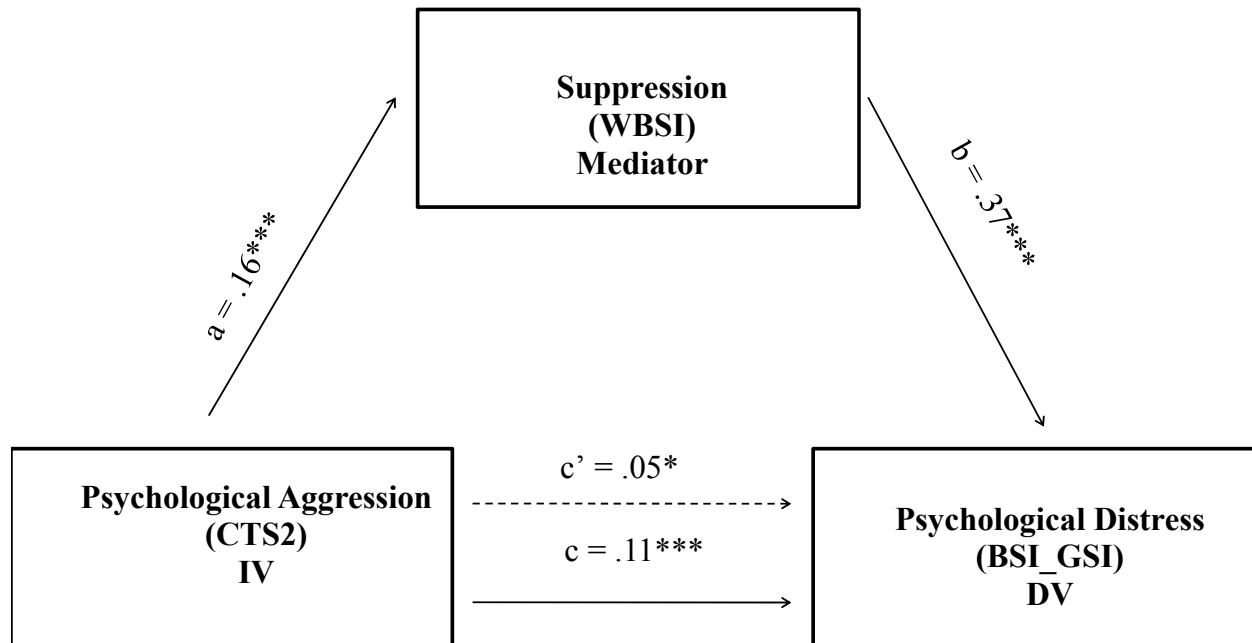 Suppression
(WBSI)
Mediator
a = .16***
b = .37***
Psychological Aggression
(CTS2)
IV
c’ = .05*
c = .11***
Psychological Distress
(BSI_GSI)
DV